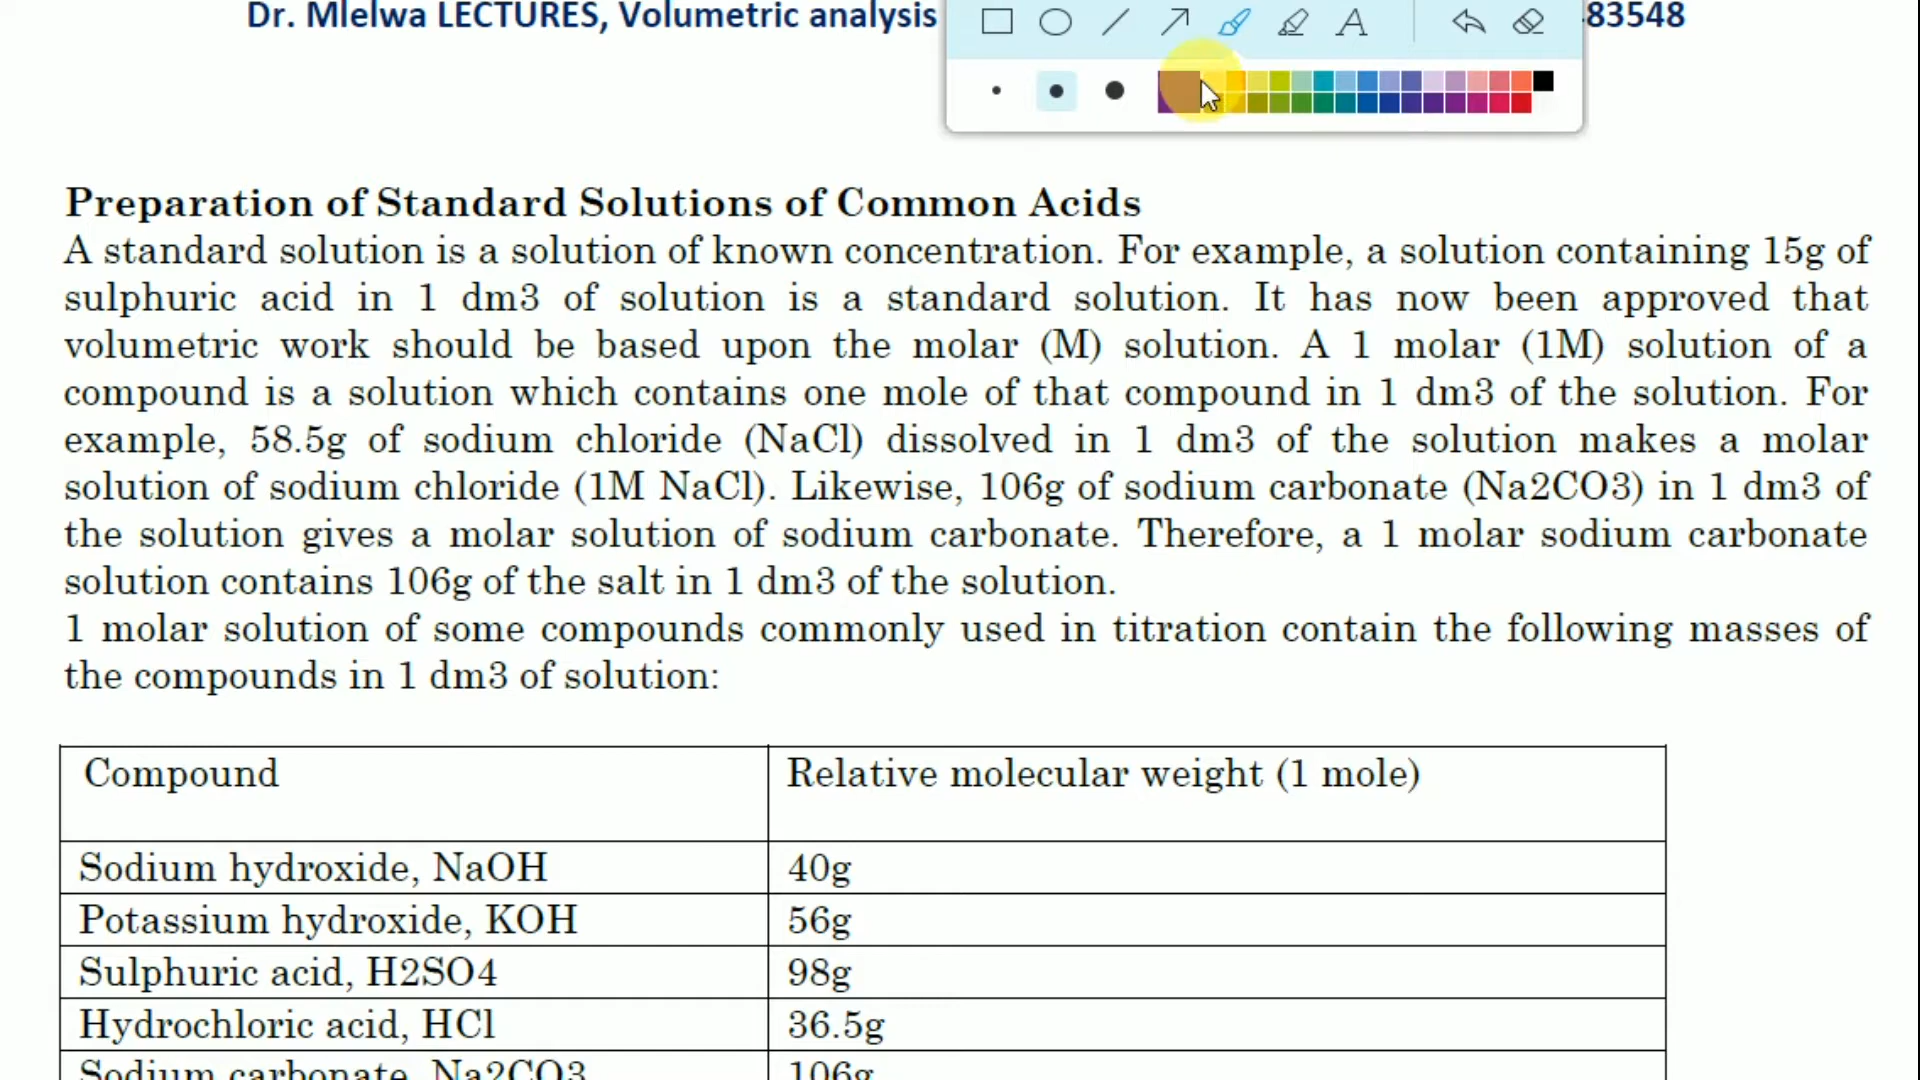 Dr. Mlelwa LECTURES, Volumetric analysis 83548
A
Preparation of Standard Solutions of Common Acids
A standard solution is a solution of known concentration. For example, a solution containing 15g of
sulphuric acid in 1 dm3 of solution is a standard solution. It has now been approved that
volumetric work should be based upon the molar (M) solution. A 1 molar (1M) solution of a
compound is a solution which contains one mole of that compound in 1 dm3 of the solution. For
example, 58.5g of sodium chloride (NaCl) dissolved in 1 dm3 of the solution makes a molar
solution of sodium chloride (1M NaCl). Likewise, 106g of sodium carbonate (Na2CO3) in 1 dm3 of
the solution gives a molar solution of sodium carbonate. Therefore, a 1 molar sodium carbonate
solution contains 106g of the salt in 1 dm3 of the solution.
1 molar solution of some compounds commonly used in titration contain the following masses of
the compounds in 1 dm3 of solution:
Compound Relative molecular weight (1 mole)
Sodium hydroxide, NaOH 40g
Potassium hydroxide, KOH 56g
Sulphuric acid, H2SO4 98g
Hydrochloric acid, HCl 36.5g
Sodium carbonate, Na2CO3 106g